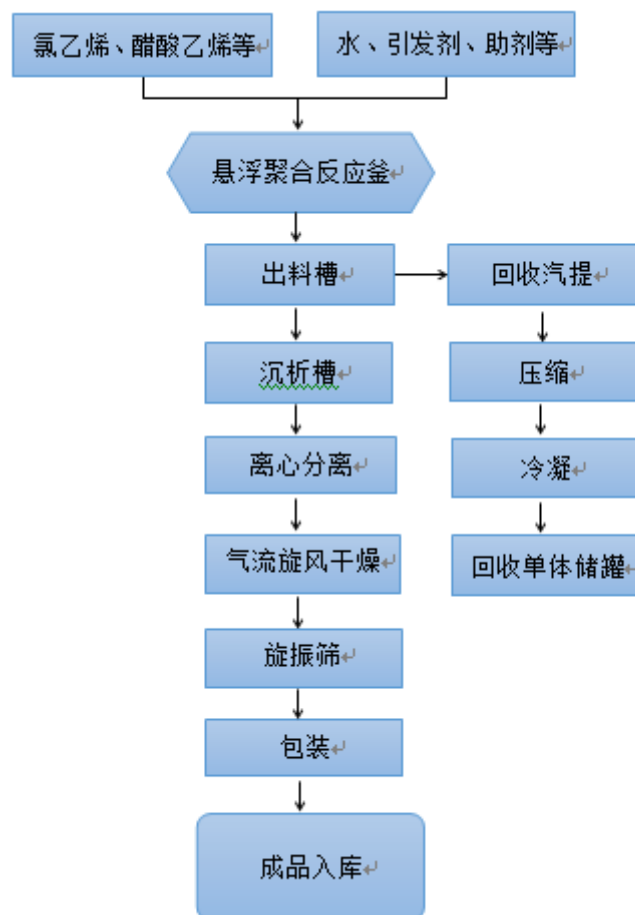 氯乙烯、醋酸乙烯等
水、引发剂、助剂等
悬浮聚合反应釜
出料槽
回收汽提
沉析槽
压缩
离心分离
冷凝
气流旋风干燥
回收单体储罐
旋振筛
包装
成品入库